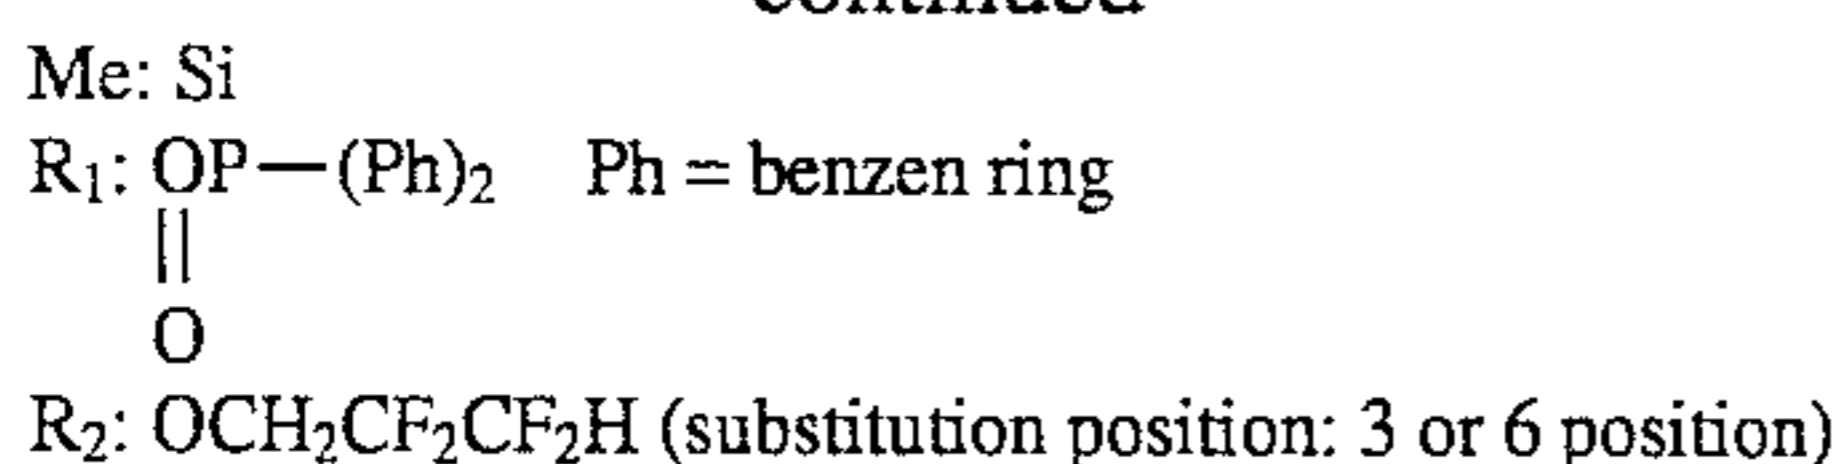 continued
Me: Si
R₁: OP—(Ph)₂ Ph = benzen ring
||
O
R₂: OCH₂CF₂CF₂H (substitution position: 3 or 6 position)